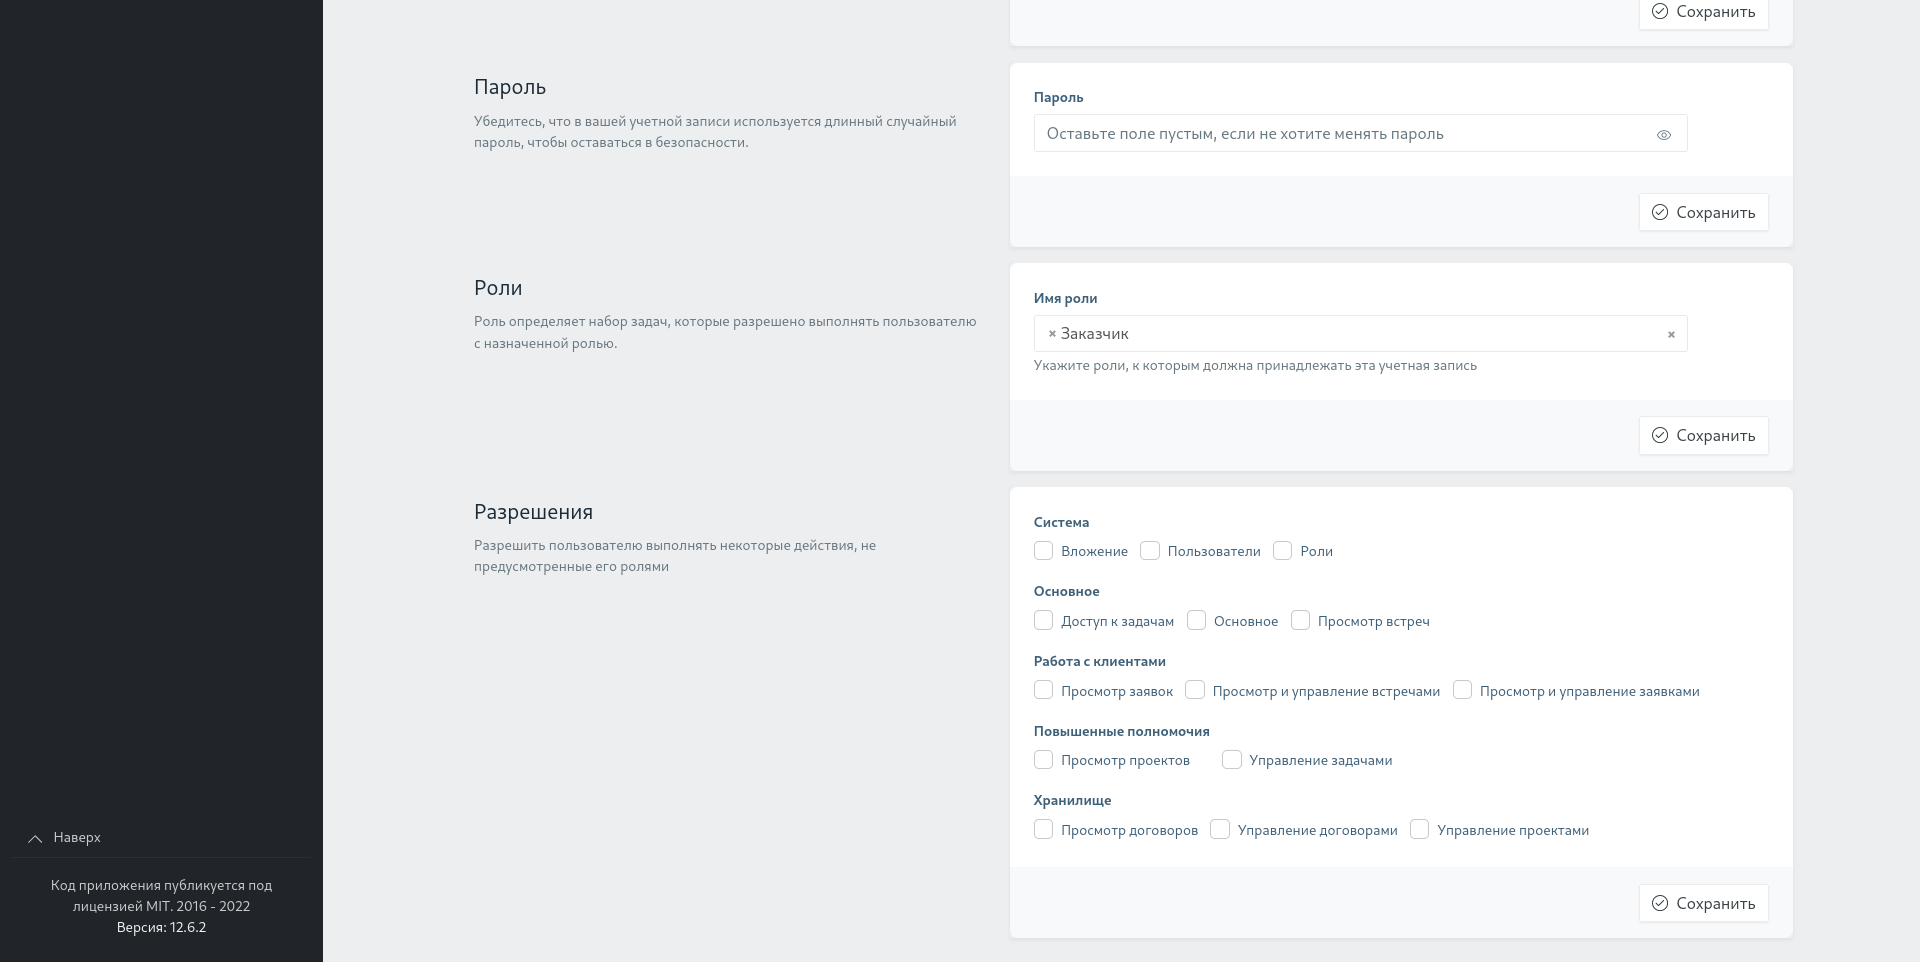 Сохранить
Пароль
Убедитесь, что в вашей учетной записи используется длинный случайный
пароль, чтобы оставаться в безопасности.
Пароль
Оставьте поле пустым, если не хотите менять пароль
Сохранить
Роли
Роль определяет набор задач, которые разрешено выполнять пользователю
с назначенной ролью.
Имя роли
× Заказчик ×
Укажите роли, к которым должна принадлежать эта учетная запись
Сохранить
Разрешения
Разрешить пользователю выполнять некоторые действия, не
предусмотренные его ролями
Система
Вложение Пользователи Роли
Основное
Доступ к задачам Основное Просмотр встреч
Работа с клиентами
Просмотр заявок Просмотр и управление встречами Просмотр и управление заявками
Повышенные полномочия
Просмотр проектов Управление задачами
Хранилище
Просмотр договоров Управление договорами Управление проектами
Сохранить
Наверх
Код приложения публикуется под
лицензией MIT. 2016 - 2022
Версия: 12.6.2